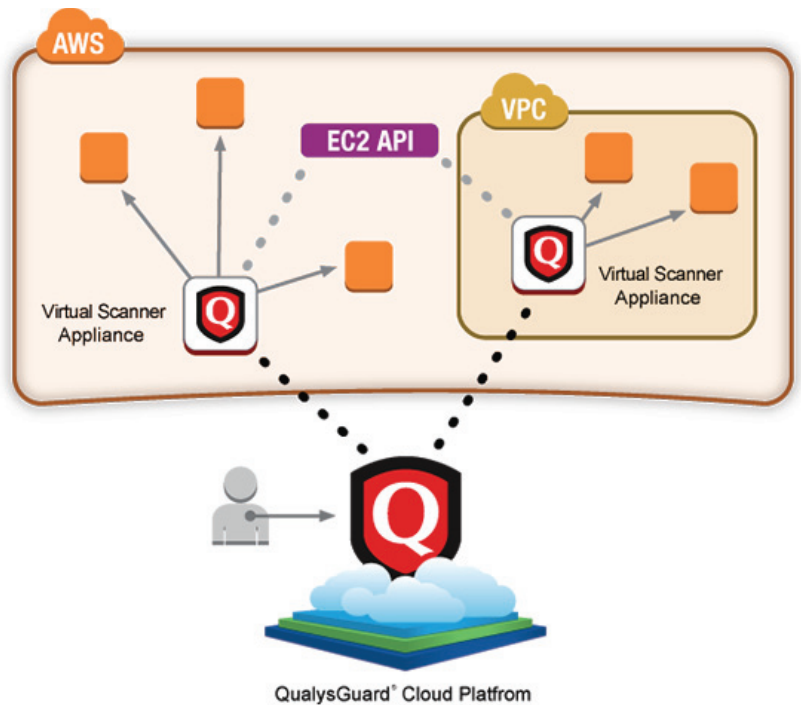 AWS
EC2 API
VPC
Q
Virtual Scanner
Appliance
Q
Virtual Scanner
Appliance
Q
QualysGuard® Cloud Platfrom